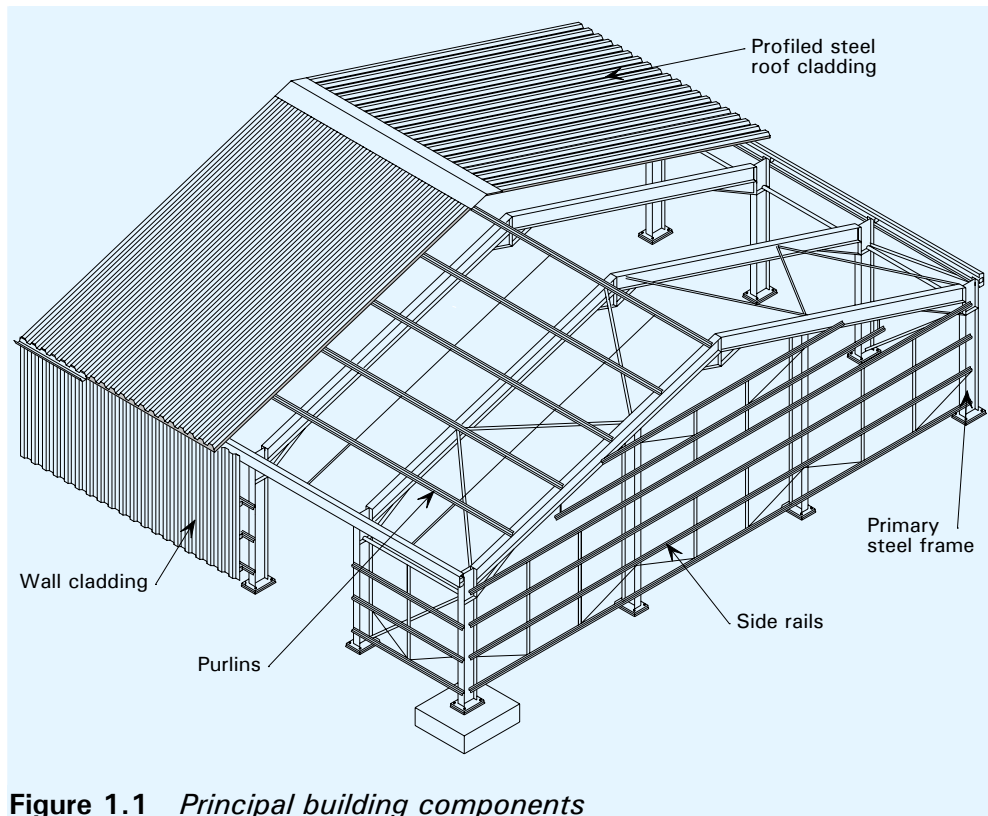 Profiled steel
roof cladding
Primary
steel frame
Wall cladding
Side rails
Purlins
Figure 1.1 Principal building components